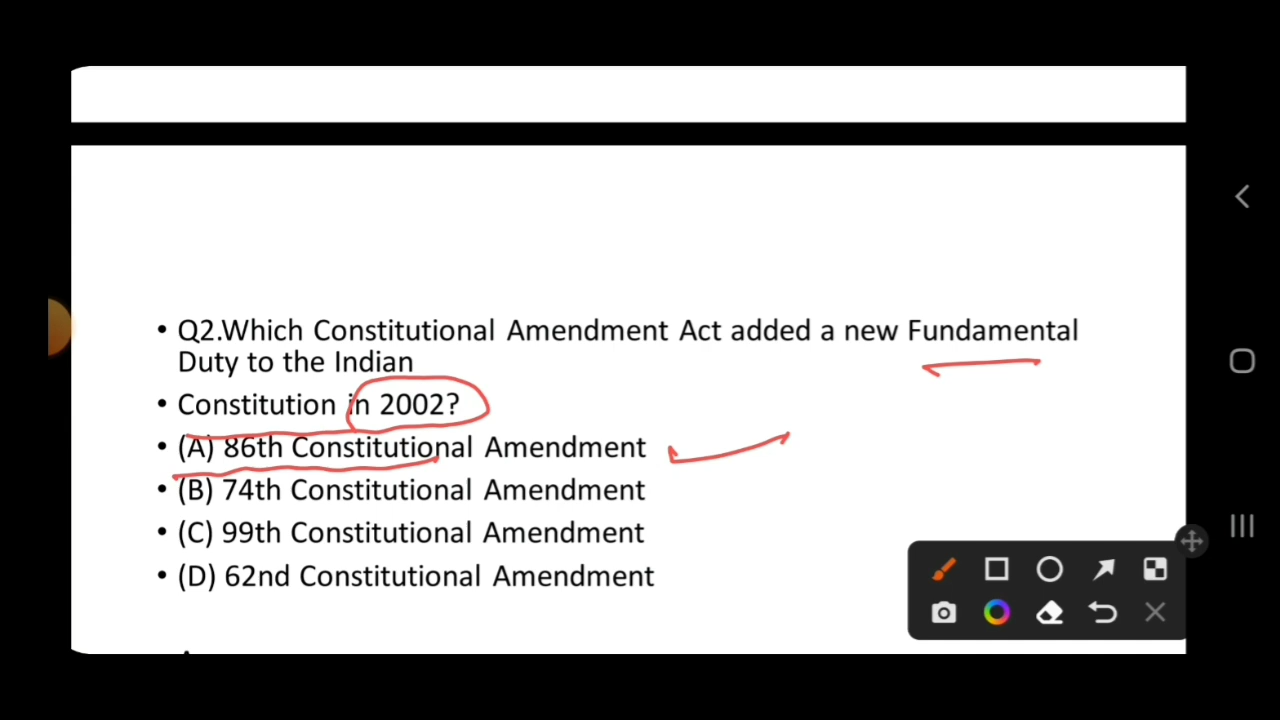 • Q2.Which Constitutional Amendment Act added a new Fundamental
Duty to the Indian
• Constitution in 2002?
• (A) 86th Constitutional Amendment
• (B) 74th Constitutional Amendment
• (C) 99th Constitutional Amendment
• (D) 62nd Constitutional Amendment